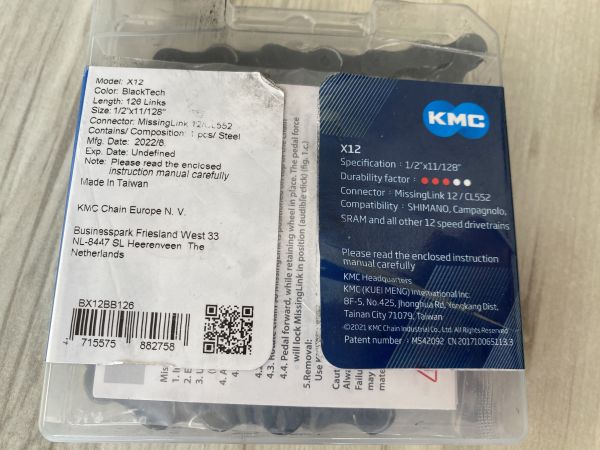 Model: X12
Color: BlackTech
Length: 126 Links
Size: 1/2"x11/128"
Connector: MissingLink 12/CL552
Contains/ Composition: 1 pcs/ Steel
Mfg. Date: 2022/6.
Exp. Date: Undefined
Note: Please read the enclosed
instruction manual carefully
Made In Taiwan
KMC Chain Europe N. V.
Businesspark Friesland West 33
NL-8447 SL Heerenveen The
Netherlands
BX12BB126
4 715575 882758
KMC
X12
Specification : 1/2"x11/128"
Durability factor :
Connector : MissingLink 12 / CL552
Compatibility : SHIMANO, Campagnolo,
SRAM and all other 12 speed drivetrains
Please read the enclosed instruction
manual carefully
KMC Headquarters
KMC (KUEI MENG) international inc.
8F-5, No.425, Jhonghua Rd, Yongkang Dist,
Tainan City 71079, Taiwan
©2021 KMC Chain Industrial Co., Ltd. All Rights Reserved
Patent number : M542092 CN 201710065113.3
while retaining wheel in place. The pedal force
in position (audible click) (fig. 1.c.)
4.4. Pedal forward,
will lock MissingLink
5.Removal: